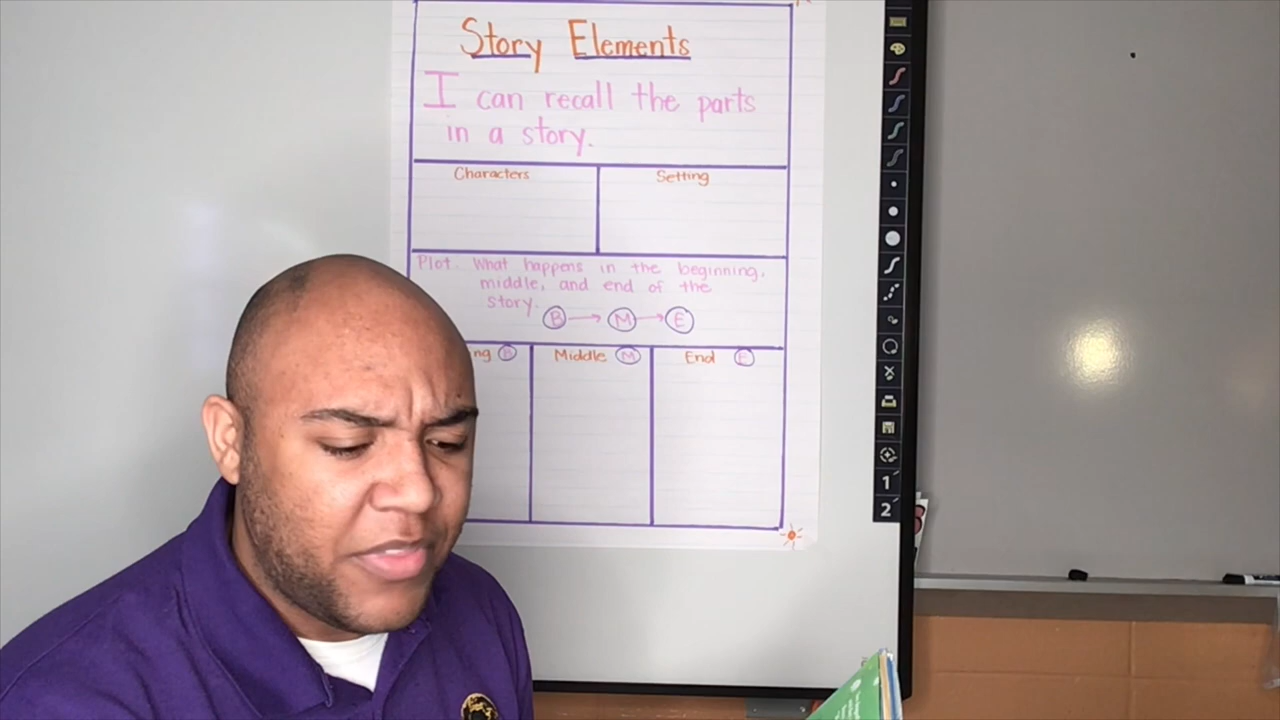 Story Elements
I can recall the parts
in a story.
Characters
Setting
Plot: What happens in the beginning,
middle, and end of the
story.
B M E
ng B
Middle M
End E
1
2